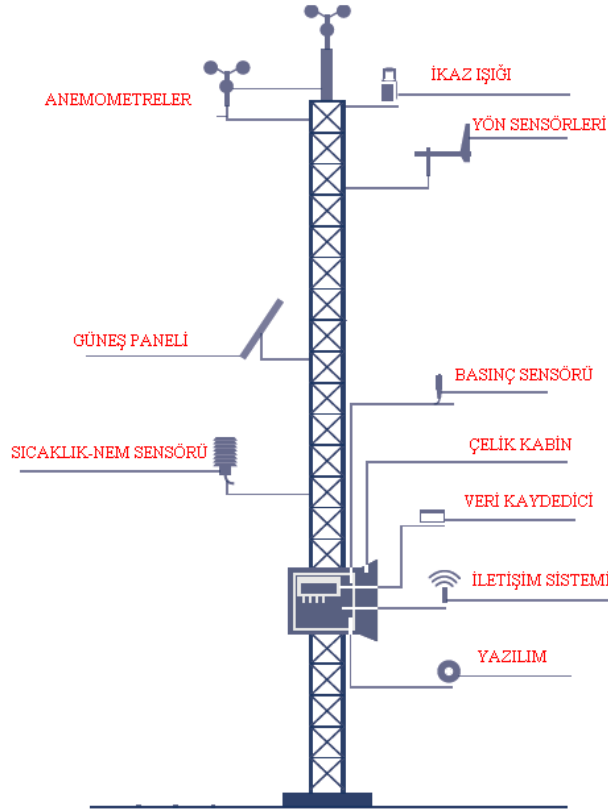 İKAZ IŞIĞI
ANEMOMETRELER
YÖN SENSÖRLERİ
GÜNEŞ PANELİ
BASINÇ SENSÖRÜ
SICAKLIK-NEM SENSÖRÜ
ÇELİK KABİN
VERİ KAYDEDİCİ
İLETİŞİM SİSTEMİ
YAZILIM